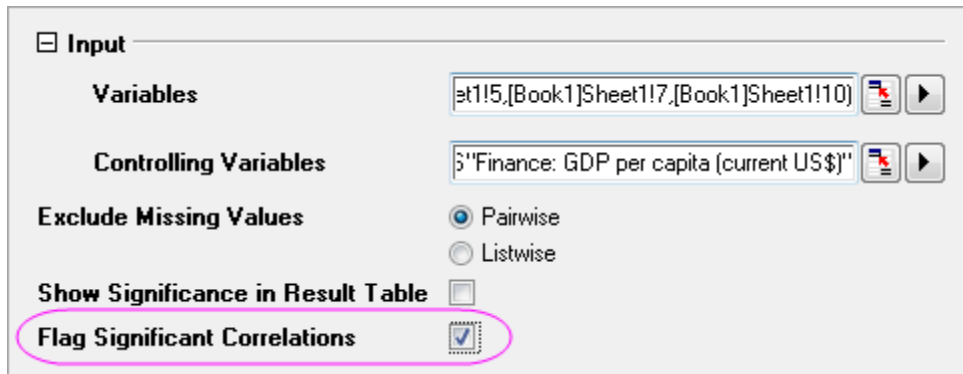 Input
Variables et1!5,[Book1]Sheet1!7,[Book1]Sheet1!10)
Controlling Variables "Finance: GDP per capita (current US$)"
Exclude Missing Values Pairwise
Listwise
Show Significance in Result Table
Flag Significant Correlations